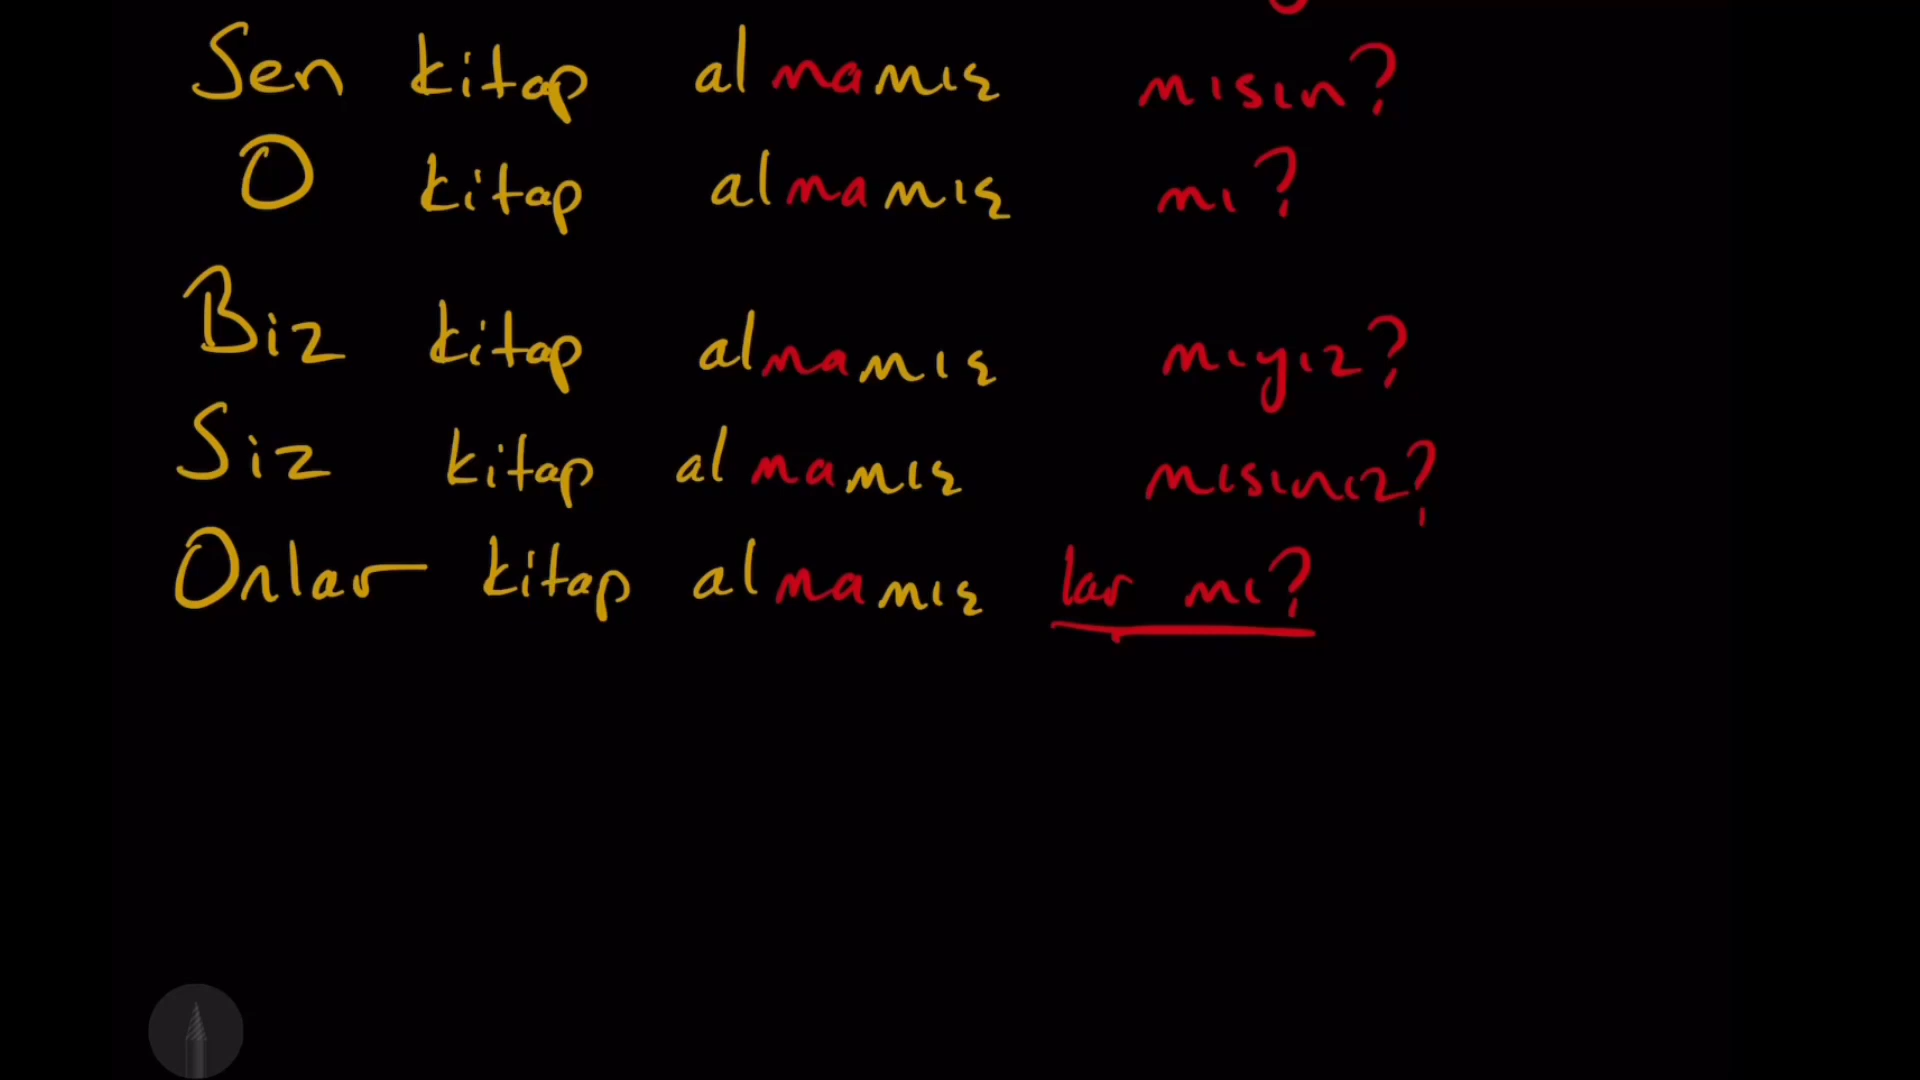 Sen kitap almamış mısın?
O kitap almamış mı?
Biz kitap almamış mıyız?
Siz kitap almamış mısınız?
Onlar kitap almamış lar mı?